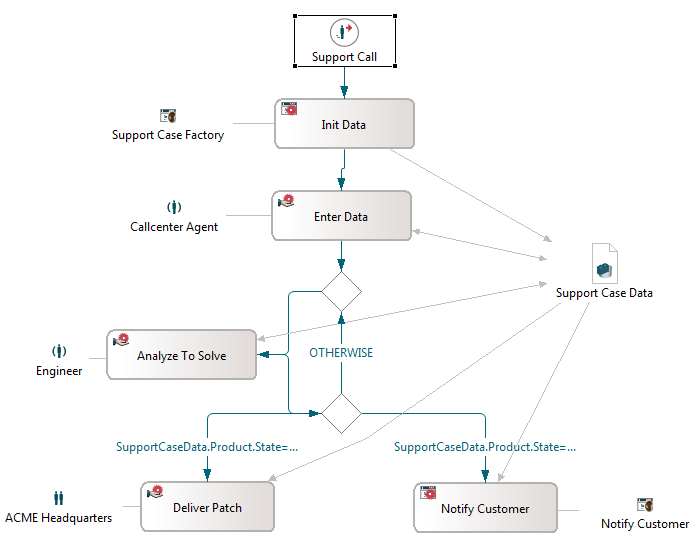 Support Call
Init Data
Support Case Factory
Enter Data
Callcenter Agent
Support Case Data
OTHERWISE
Analyze To Solve
Engineer
SupportCaseData.Product.State=...
SupportCaseData.Product.State=...
Deliver Patch
Notify Customer
ACME Headquarters
Notify Customer